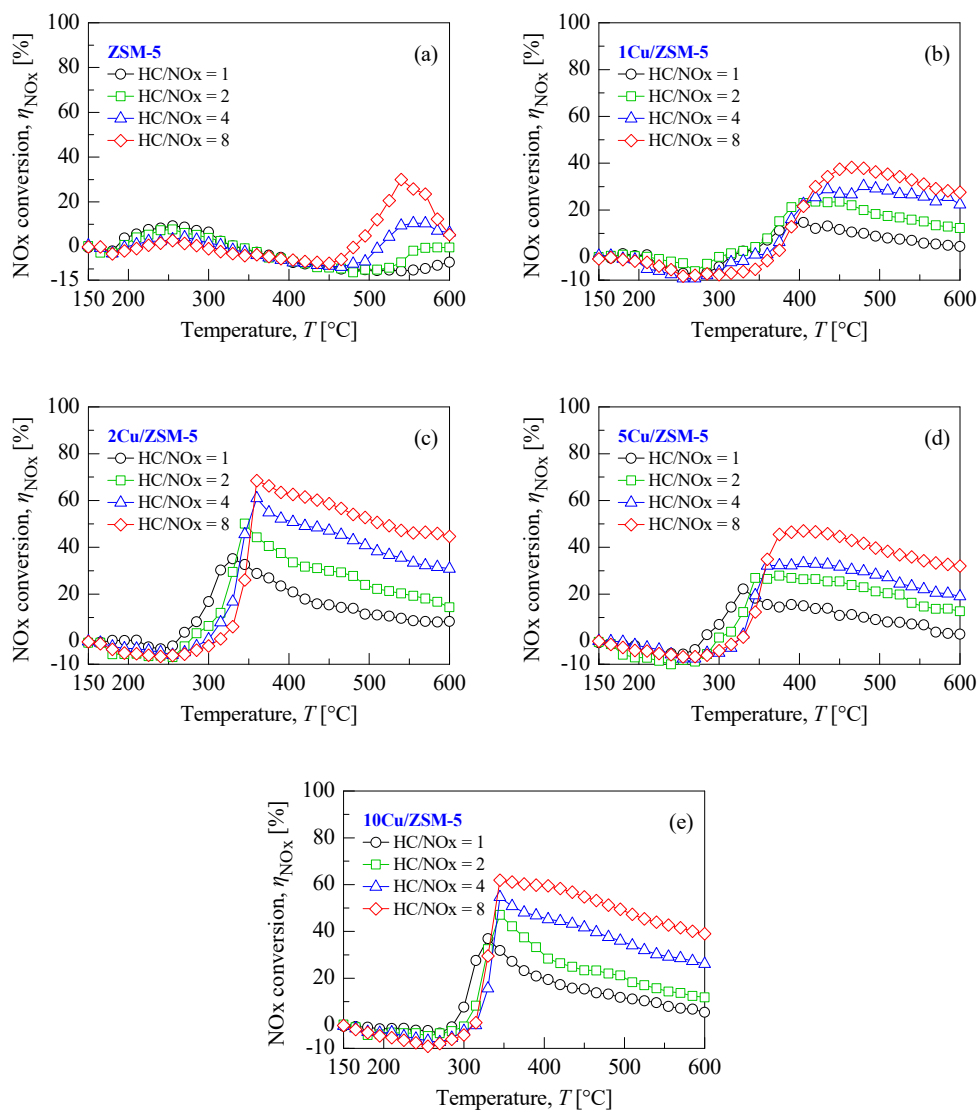 100
80
60
40
20
0
-15
150 200 300 400 500 600
NOx conversion, ηNOx [%]
Temperature, T [°C]
ZSM-5
(a)
HC/NOx = 1
HC/NOx = 2
HC/NOx = 4
HC/NOx = 8
100
80
60
40
20
0
-10
150 200 300 400 500 600
NOx conversion, ηNOx [%]
Temperature, T [°C]
1Cu/ZSM-5
(b)
HC/NOx = 1
HC/NOx = 2
HC/NOx = 4
HC/NOx = 8
100
80
60
40
20
0
-10
150 200 300 400 500 600
NOx conversion, ηNOx [%]
Temperature, T [°C]
2Cu/ZSM-5
(c)
HC/NOx = 1
HC/NOx = 2
HC/NOx = 4
HC/NOx = 8
100
80
60
40
20
0
-10
150 200 300 400 500 600
NOx conversion, ηNOx [%]
Temperature, T [°C]
5Cu/ZSM-5
(d)
HC/NOx = 1
HC/NOx = 2
HC/NOx = 4
HC/NOx = 8
100
80
60
40
20
0
-10
150 200 300 400 500 600
NOx conversion, ηNOx [%]
Temperature, T [°C]
10Cu/ZSM-5
(e)
HC/NOx = 1
HC/NOx = 2
HC/NOx = 4
HC/NOx = 8